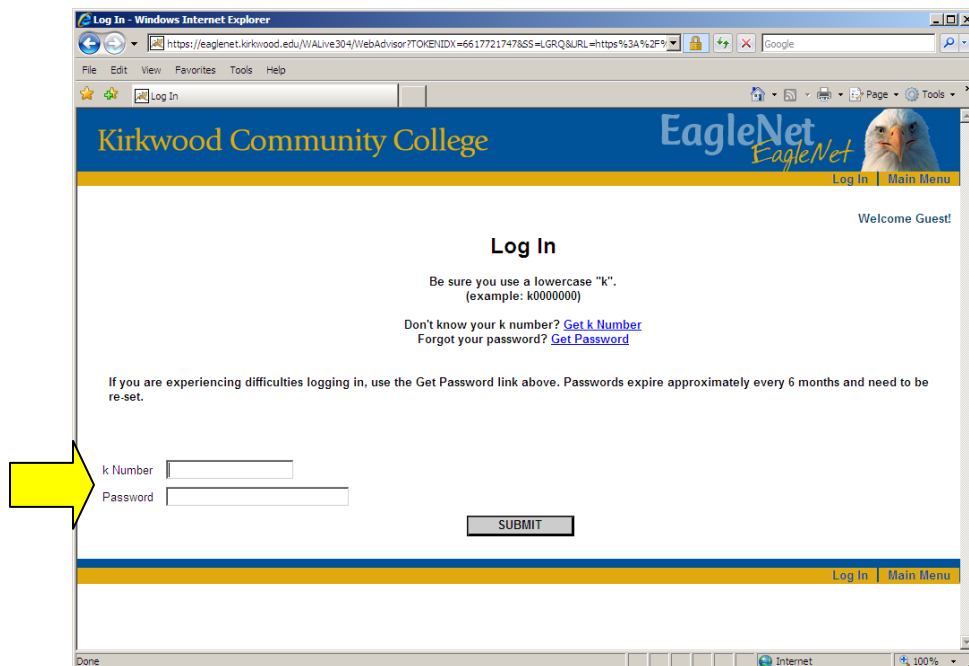 Log In - Windows Internet Explorer
https://eaglenet.kirkwood.edu/WALive304/WebAdvisor?TOKENIDX=6617721747&SS=LGRQ&URL=https%3A%2F%
Google
File Edit View Favorites Tools Help
Log In
Page Tools
Kirkwood Community College
EagleNet
EagleNet
Log In | Main Menu
Welcome Guest!
Log In
Be sure you use a lowercase "k".
(example: k0000000)
Don't know your k number? Get k Number
Forgot your password? Get Password
If you are experiencing difficulties logging in, use the Get Password link above. Passwords expire approximately every 6 months and need to be
re-set.
k Number
Password
SUBMIT
Log In | Main Menu
Done
Internet
100%